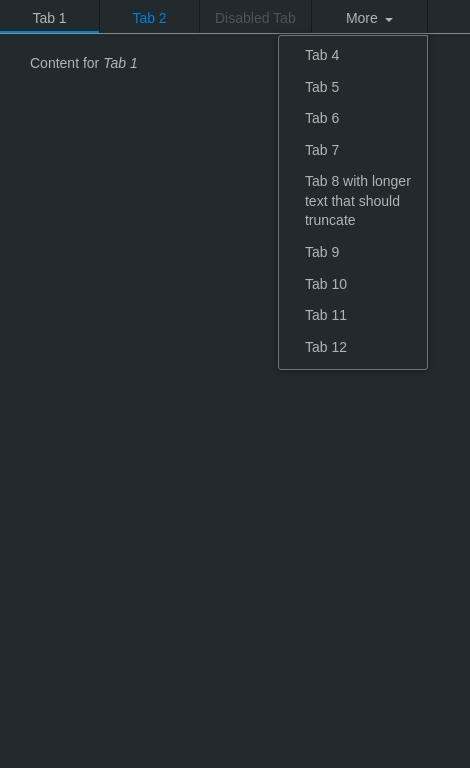 Tab 1 Tab 2 Disabled Tab More
Content for Tab 1
Tab 4
Tab 5
Tab 6
Tab 7
Tab 8 with longer
text that should
truncate
Tab 9
Tab 10
Tab 11
Tab 12